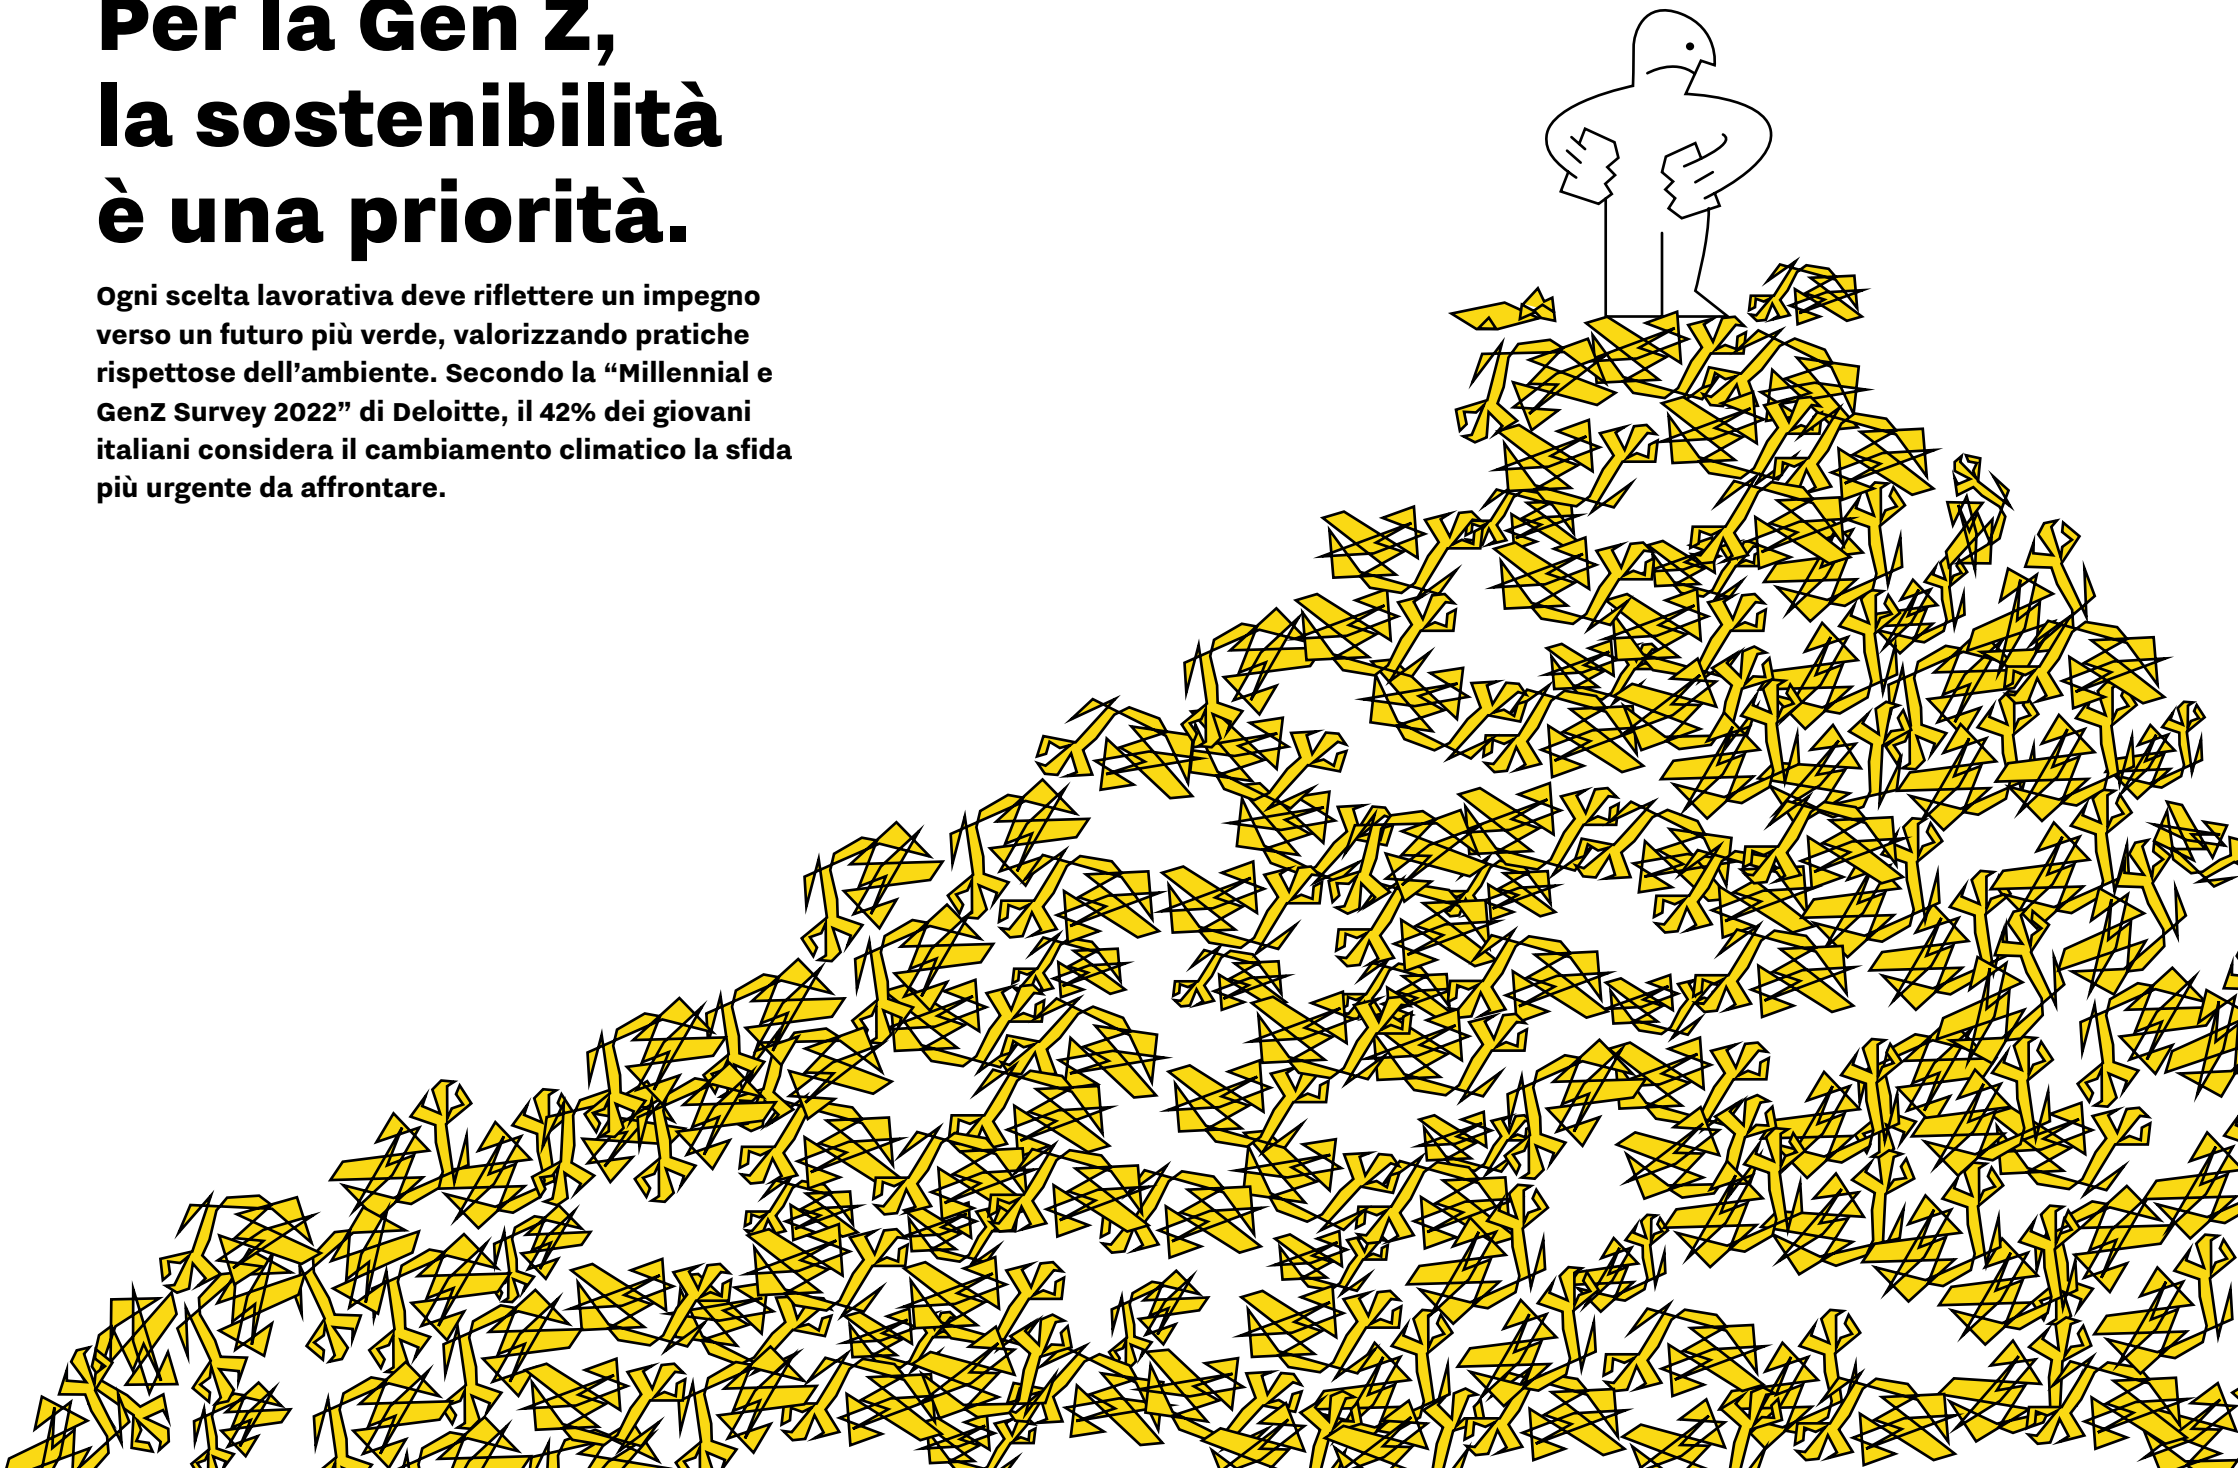 Per la Gen Z,
la sostenibilità
è una priorità.
Ogni scelta lavorativa deve riflettere un impegno
verso un futuro più verde, valorizzando pratiche
rispettose dell’ambiente. Secondo la “Millennial e
GenZ Survey 2022” di Deloitte, il 42% dei giovani
italiani considera il cambiamento climatico la sfida
più urgente da affrontare.